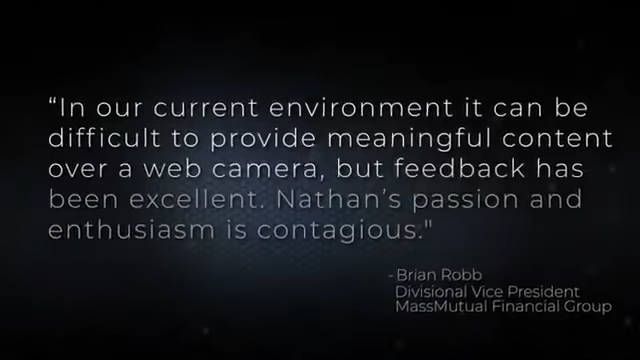 “In our current environment it can be
difficult to provide meaningful content
over a web camera, but feedback has
been excellent. Nathan’s passion and
enthusiasm is contagious."
-Brian Robb
Divisional Vice President
MassMutual Financial Group